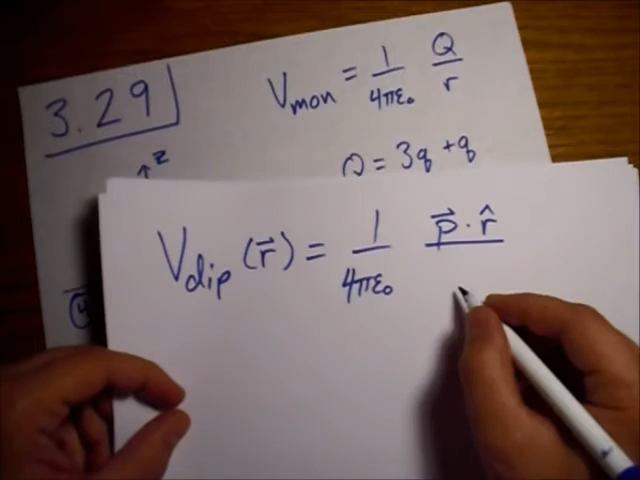 3.29
V_mon = 1/4πε₀ Q/r
z
Q = 3q + q
V_dip (r⃗) = 1/4πε₀ p⃗ · r̂